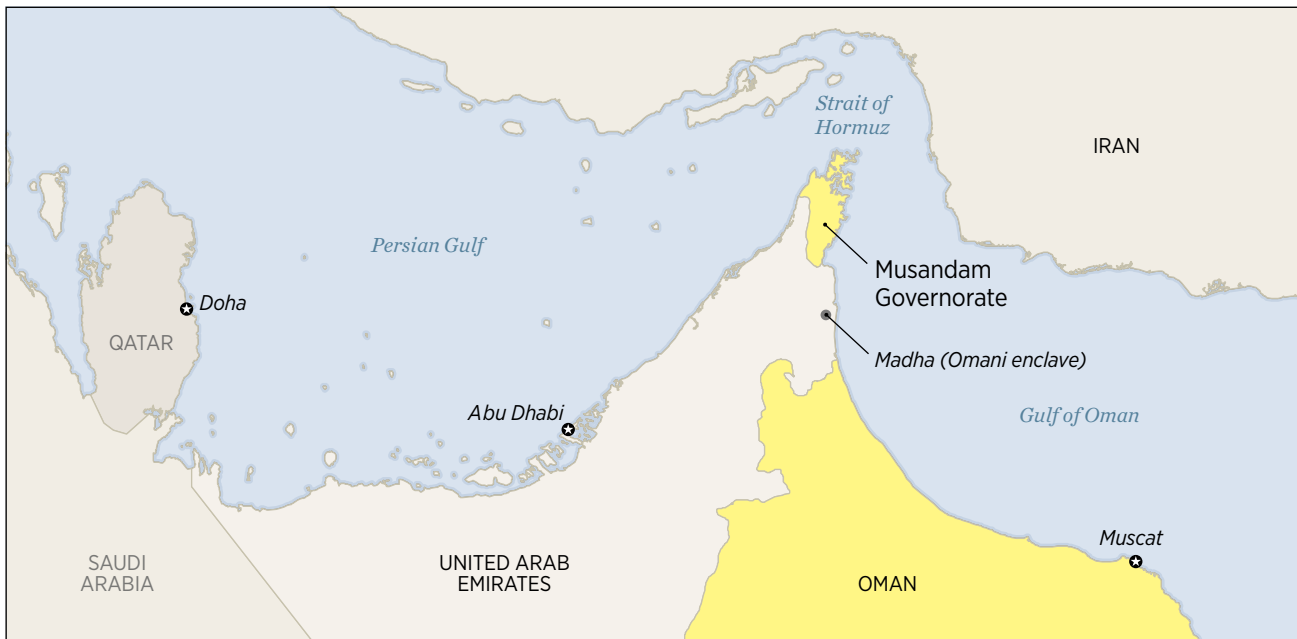 Strait of
Hormuz
IRAN
Persian Gulf
Musandam
Governorate
Doha
QATAR
Madha (Omani enclave)
Abu Dhabi
Gulf of Oman
Muscat
SAUDI
ARABIA
UNITED ARAB
EMIRATES
OMAN